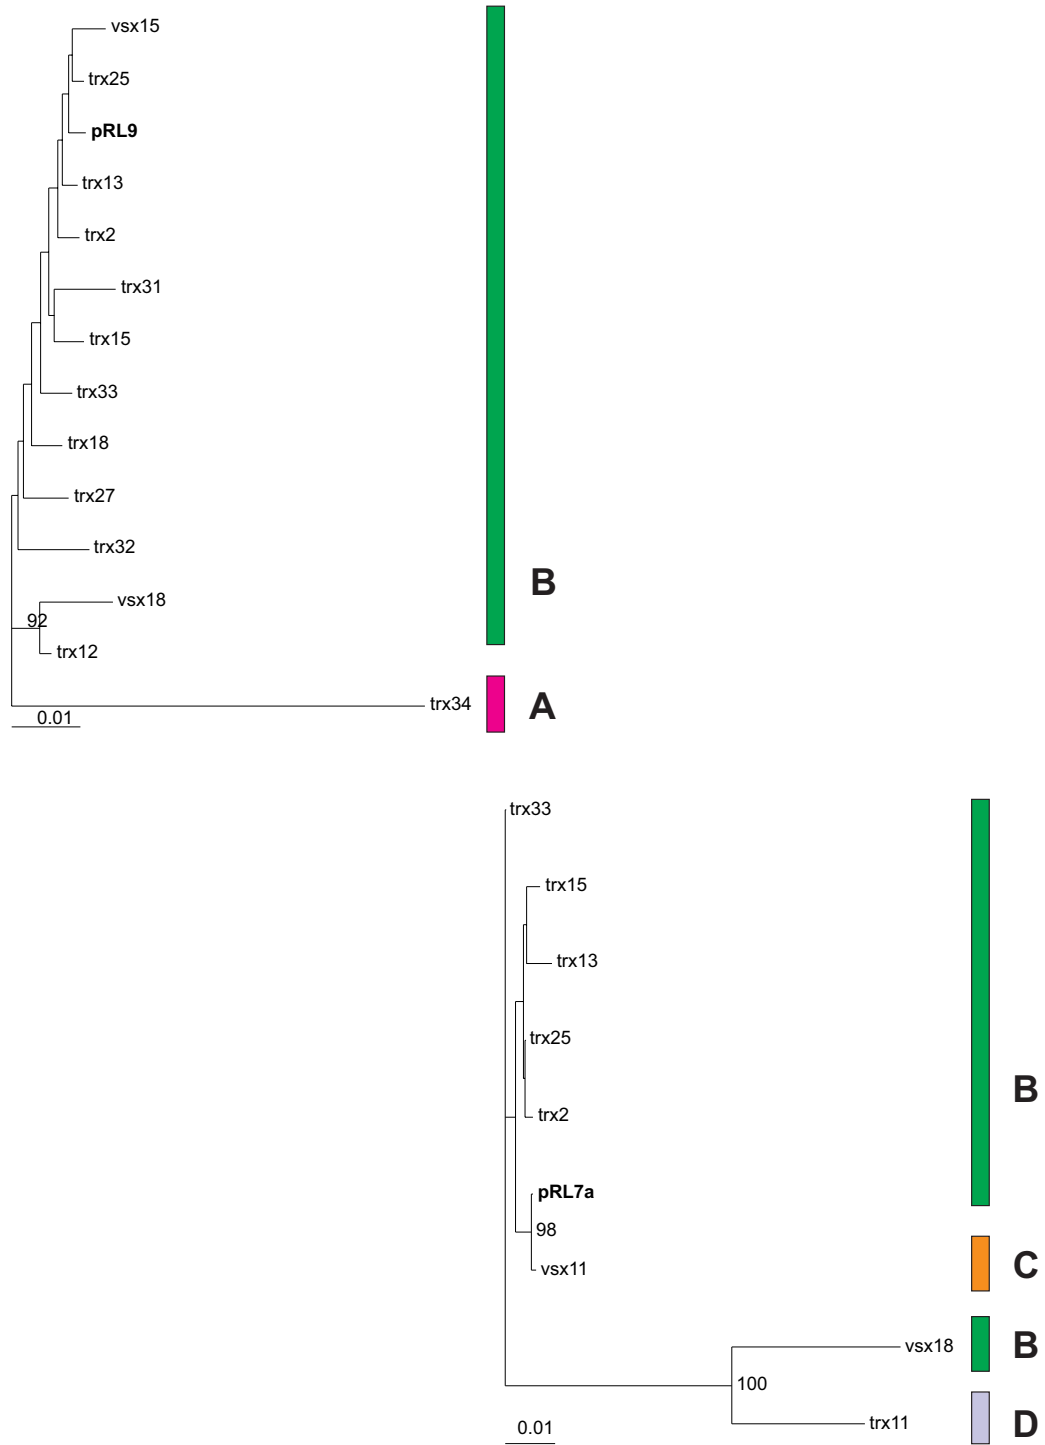 vsx15
trx25
pRL9
trx13
trx2
trx31
trx15
trx33
trx18
trx27
trx32
B
vsx18
92
trx12
trx34
A
0.01
trx33
trx15
trx13
trx25
B
trx2
pRL7a
98
C
vsx11
vsx18
B
100
trx11
D
0.01